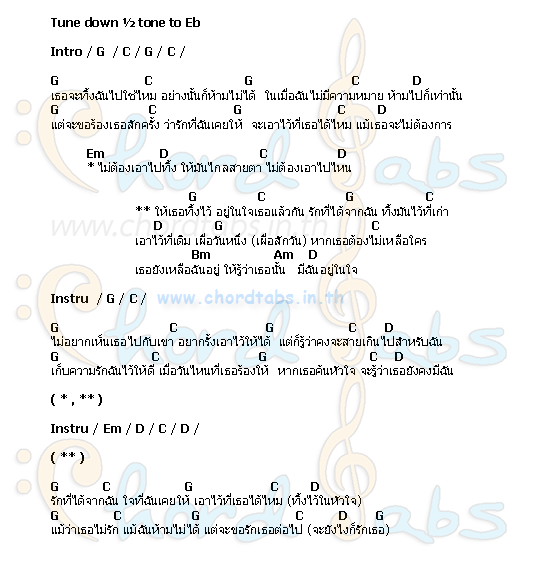 Tune down ½ tone to Eb
Intro / G / C / G / C /
G C G C D
เธอจะทิ้งฉันไปใช่ไหม อย่างนั้นก็ห้ามไม่ได้ ในเมื่อฉันไม่มีความหมาย ห้ามไปก็เท่านั้น
G C G C D
แต่จะขอร้องเธอสักครั้ง ว่ารักที่ฉันเคยให้ จะเอาไว้ที่เธอได้ไหม แม้เธอจะไม่ต้องการ
Em D C D
* ไม่ต้องเอาไปทิ้ง ให้มันไกลสายตา ไม่ต้องเอาไปไหน
G C G C
** ให้เธอทิ้งไว้ อยู่ในใจเธอแล้วกัน รักที่ได้จากฉัน ทิ้งมันไว้ที่เก่า
D G C
เอาไว้ที่เดิม เผื่อวันหนึ่ง (เผื่อสักวัน) หากเธอต้องไม่เหลือใคร
Bm Am D
เธอยังเหลือฉันอยู่ ให้รู้ว่าเธอนั้น มีฉันอยู่ในใจ
Instru / G / C /
www.chordtabs.in.th
G C G C D
ไม่อยากเห็นเธอไปกับเขา อยากรั้งเอาไว้ให้ได้ แต่ก็รู้ว่าคงจะสายเกินไปสำหรับฉัน
G C G C D
เก็บความรักฉันไว้ให้ดี เมื่อวันไหนที่เธอร้องไห้ หากเธอค้นหัวใจ จะรู้ว่าเธอยังคงมีฉัน
( * , ** )
Instru / Em / D / C / D /
( ** )
G C G C D
รักที่ได้จากฉัน ใจที่ฉันเคยให้ เอาไว้ที่เธอได้ไหม (ทิ้งไว้ในหัวใจ)
G C G C D G
แม้ว่าเธอไม่รัก แม้ฉันห้ามไม่ได้ แต่จะขอรักเธอต่อไป (จะยังไงก็รักเธอ)